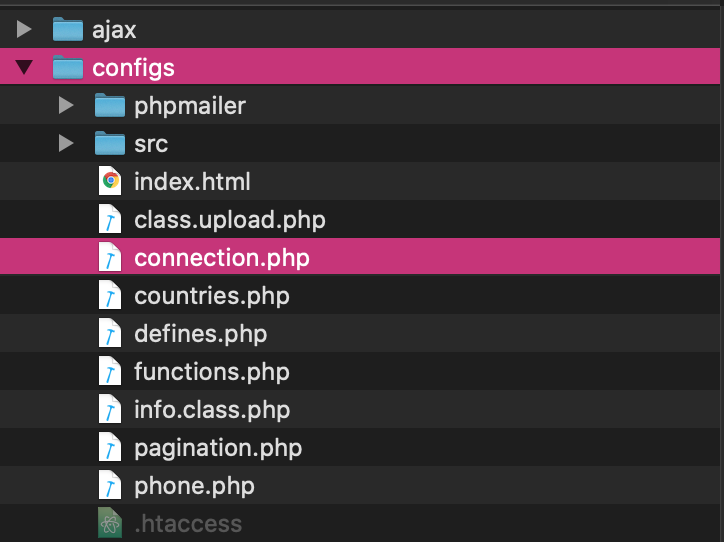 ajax
configs
phpmailer
src
index.html
class.upload.php
connection.php
countries.php
defines.php
functions.php
info.class.php
pagination.php
phone.php
.htaccess